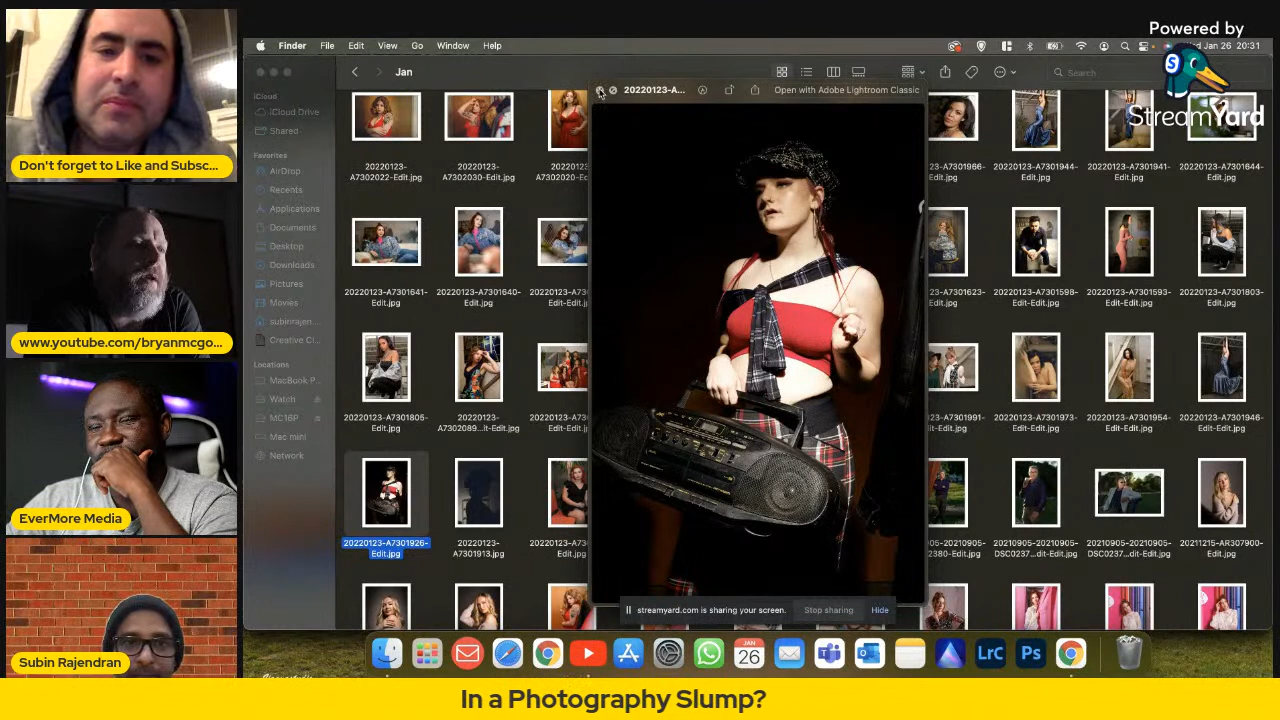 Powered by
StreamYard
Finder File Edit View Go Window Help
Wed Jan 26 20:31
Jan
Search
20220123-A... Open with Adobe Lightroom Classic
iCloud
iCloud Drive
Shared
Favorites
AirDrop
Recents
Applications
Documents
Desktop
Downloads
Pictures
Movies
subinrajen...
Creative Cl...
Locations
MacBook P...
Watch
MC16P
Mac mini
Network
20220123-
A7302022-Edit.jpg
20220123-
A7302030-Edit.jpg
A7301966-
Edit.jpg
20220123-A7301944-
Edit.jpg
20220123-A7301941-
Edit.jpg
20220123-A7301644-
Edit.jpg
20220123-A7301641-
Edit.jpg
20220123-A7301640-
Edit.jpg
20220123-A7301598-
Edit.jpg
20220123-A7301593-
Edit.jpg
20220123-A7301803-
Edit.jpg
20220123-A7301805-
Edit.jpg
20220123-
A7302089...it-Edit.jpg
20220123-A7301973-
Edit.jpg
20220123-A7301954-
Edit.jpg
20220123-A7301946-
Edit.jpg
20220123-A7301926-
Edit.jpg
20220123-
A7301913.jpg
20210905-20210905-
DSC0237...dit-Edit.jpg
20210905-20210905-
DSC0237...dit-Edit.jpg
20211215-AR307900-
Edit.jpg
streamyard.com is sharing your screen. Stop sharing Hide
JAN
26
LrC
Ps
Don't forget to Like and Subsc...
www.youtube.com/bryanmcgo...
EverMore Media
Subin Rajendran
In a Photography Slump?